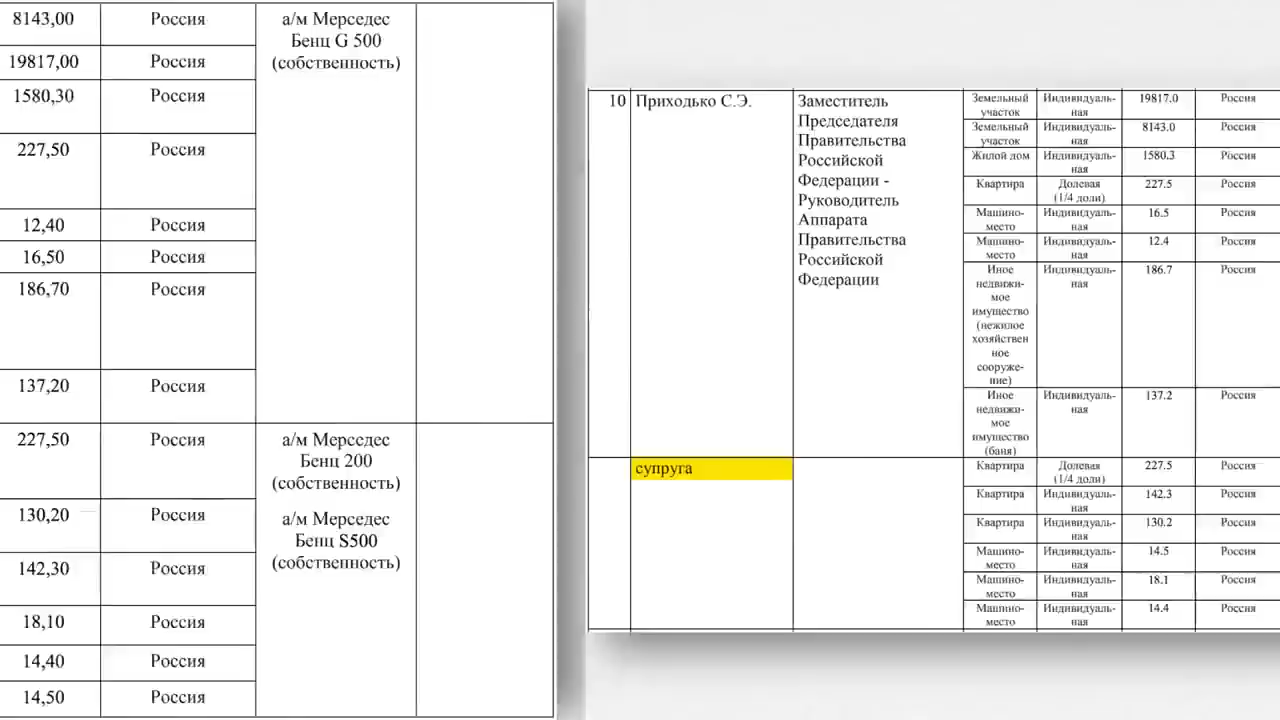 8143,00 Россия а/м Мерседес
Бенц G 500
(собственность)
19817,00 Россия
1580,30 Россия
227,50 Россия
12,40 Россия
16,50 Россия
186,70 Россия
137,20 Россия
227,50 Россия а/м Мерседес
Бенц 200
(собственность)
130,20 Россия а/м Мерседес
Бенц S500
(собственность)
142,30 Россия
18,10 Россия
14,40 Россия
14,50 Россия
10 Приходько С.Э.
Заместитель
Председателя
Правительства
Российской
Федерации -
Руководитель
Аппарата
Правительства
Российской
Федерации
Земельный Индивидуаль- 19817.0 Россия
участок ная
Земельный Индивидуаль- 8143.0 Россия
участок ная
Жилой дом Индивидуаль- 1580.3 Россия
ная
Квартира Долевая 227.5 Россия
(1/4 доли)
Машино- Индивидуаль- 16.5 Россия
место ная
Машино- Индивидуаль- 12.4 Россия
место ная
Иное Индивидуаль- 186.7 Россия
недвижи- ная
мое
имущество
(нежилое
хозяйствен
ное
сооруже-
ние)
Иное Индивидуаль- 137.2 Россия
недвижи- ная
мое
имущество
(баня)
супруга Квартира Долевая 227.5 Россия
(1/4 доли)
Квартира Индивидуаль- 142.3 Россия
ная
Квартира Индивидуаль- 130.2 Россия
ная
Машино- Индивидуаль- 14.5 Россия
место ная
Машино- Индивидуаль- 18.1 Россия
место ная
Машино- Индивидуаль- 14.4 Россия
место ная